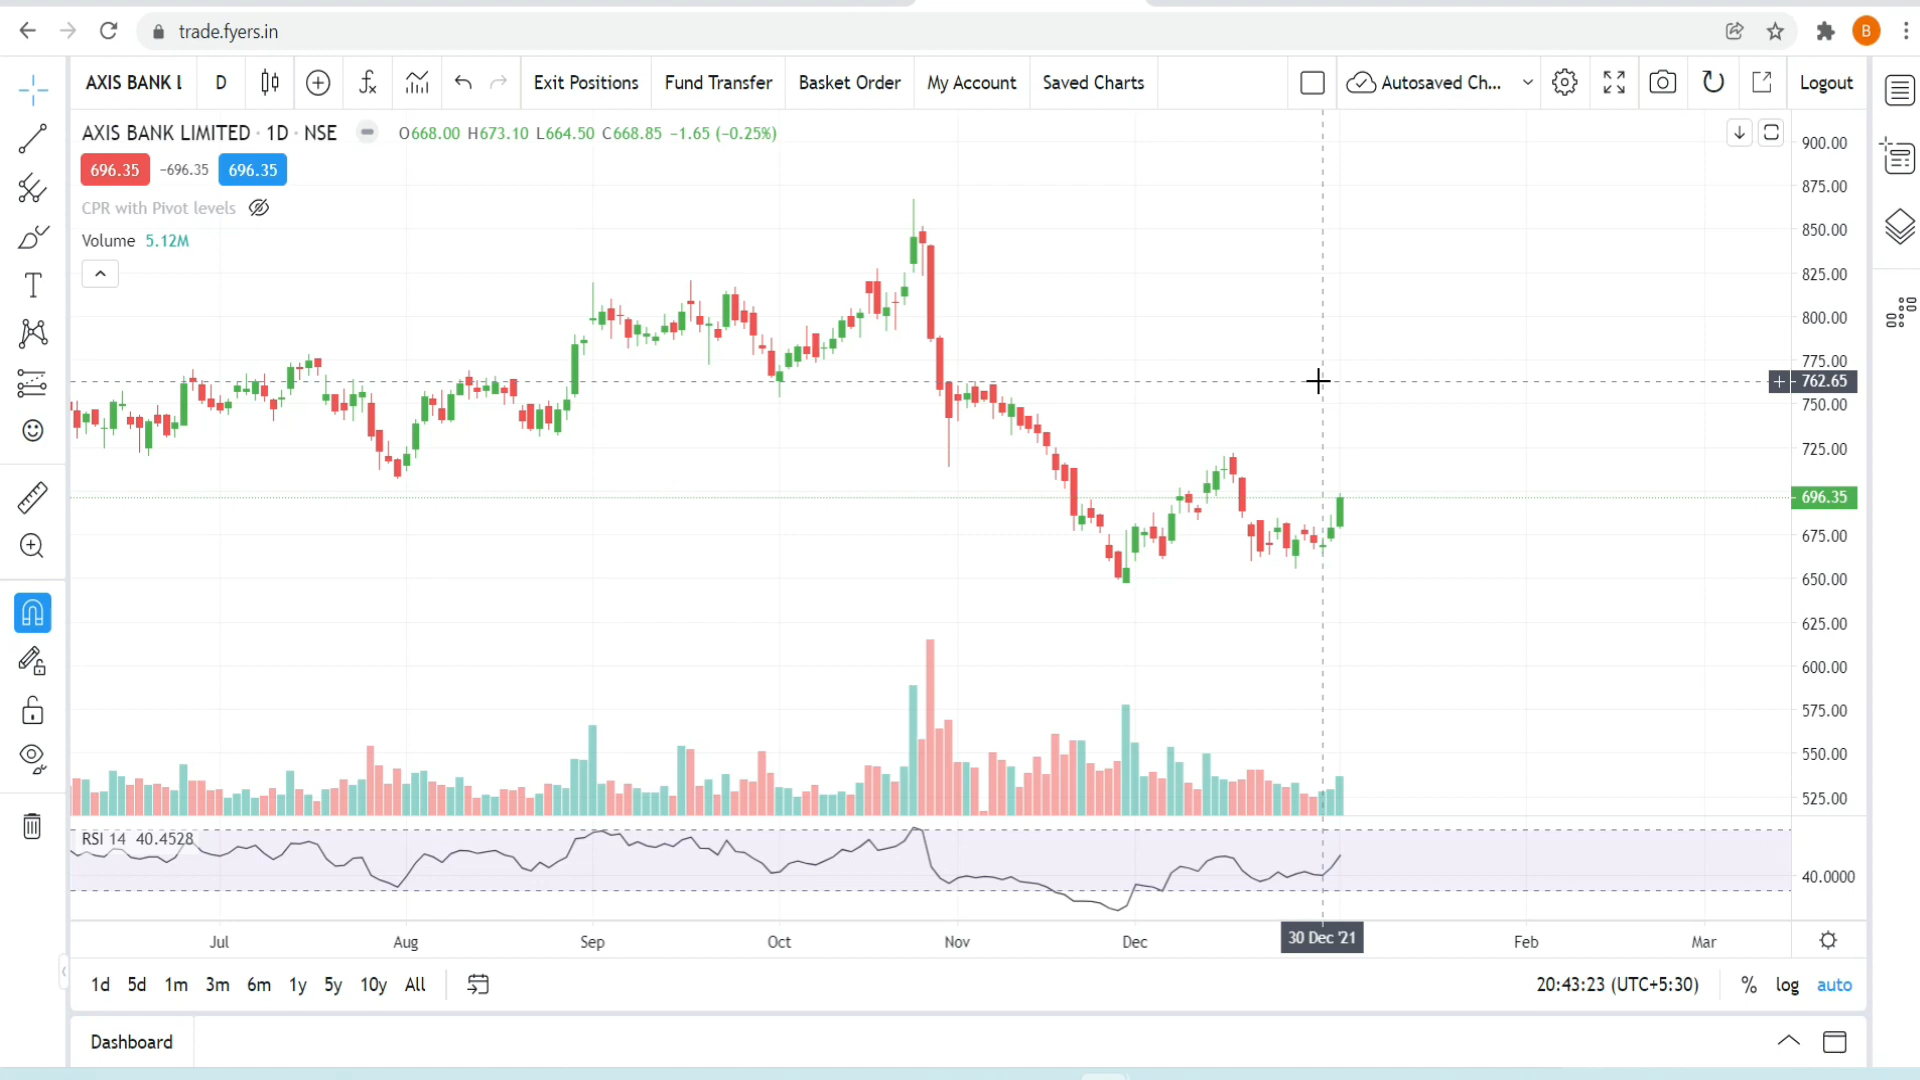 trade.fyers.in
B
AXIS BANK L
D
Exit Positions
Fund Transfer
Basket Order
My Account
Saved Charts
Autosaved Ch...
Logout
AXIS BANK LIMITED · 1D · NSE
O668.00 H673.10 L664.50 C668.85 −1.65 (−0.25%)
696.35 −696.35 696.35
CPR with Pivot levels
Volume 5.12M
900.00
875.00
850.00
825.00
800.00
775.00
762.65
750.00
725.00
696.35
675.00
650.00
625.00
600.00
575.00
550.00
525.00
RSI 14 40.4528
40.0000
Jul Aug Sep Oct Nov Dec 30 Dec '21 Feb Mar
1d 5d 1m 3m 6m 1y 5y 10y All
20:43:23 (UTC+5:30) % log auto
Dashboard